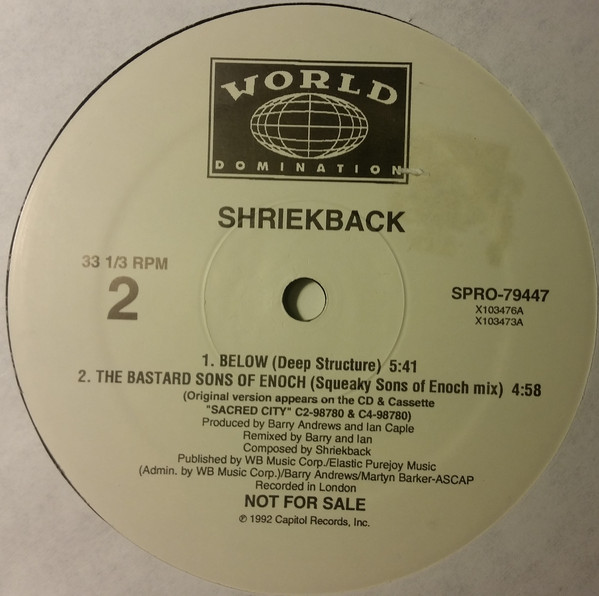 WORLD
DOMINATION
SHRIEKBACK
33 1/3 RPM
2
SPRO-79447
X103476A
X103473A
1. BELOW (Deep Structure) 5:41
2. THE BASTARD SONS OF ENOCH (Squeaky Sons of Enoch mix) 4:58
(Original version appears on the CD & Cassette
"SACRED CITY" C2-98780 & C4-98780)
Produced by Barry Andrews and Ian Caple
Remixed by Barry and Ian
Composed by Shriekback
Published by WB Music Corp./Elastic Purejoy Music
(Admin. by WB Music Corp.)/Barry Andrews/Martyn Barker-ASCAP
Recorded in London
NOT FOR SALE
℗ 1992 Capitol Records, Inc.